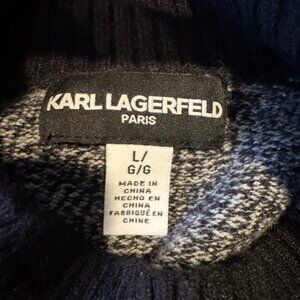 KARL LAGERFELD
PARIS
L/
G/G
MADE IN
CHINA
HECHO EN
CHINA
FABRIQUÉ EN
CHINE